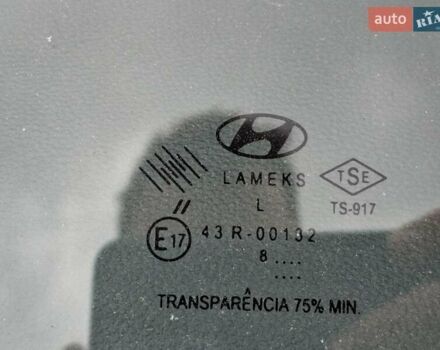 auto RIA
LAMEKS
TSE
L
TS-917
E17 43 R-00132
8 ....
....
TRANSPARÊNCIA 75% MIN.